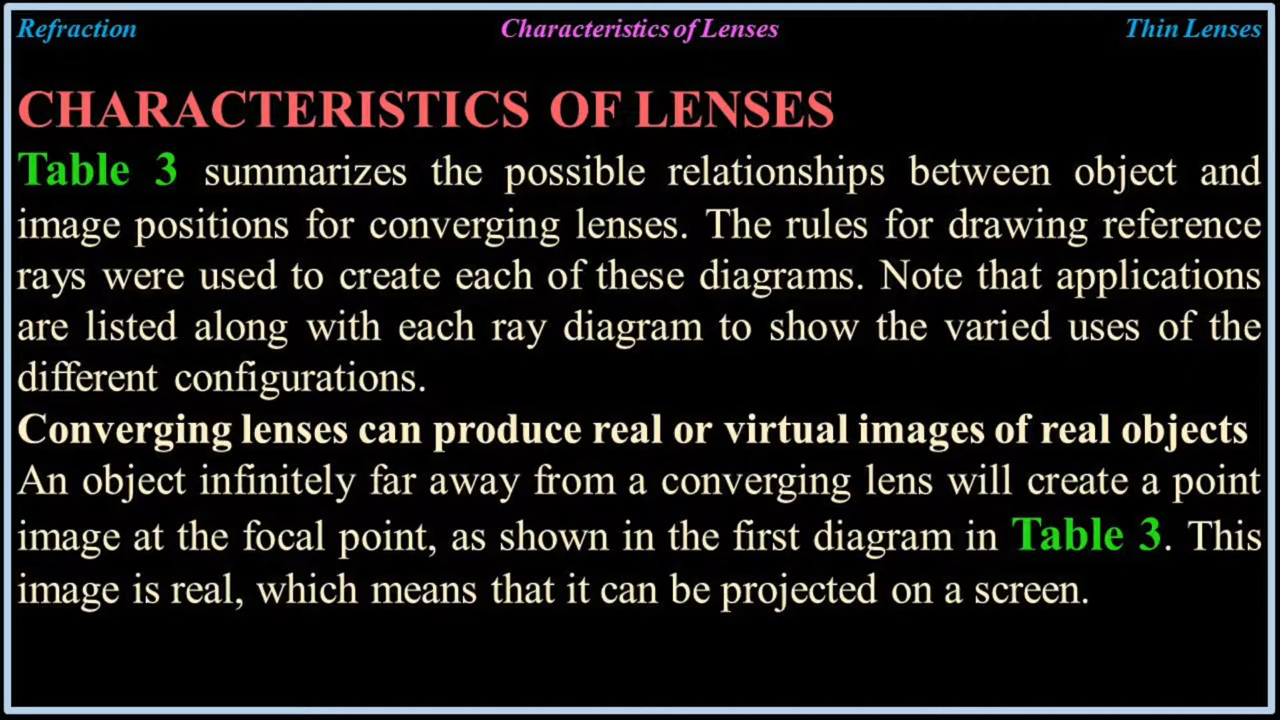 Refraction
Characteristics of Lenses
Thin Lenses
CHARACTERISTICS OF LENSES
Table 3 summarizes the possible relationships between object and
image positions for converging lenses. The rules for drawing reference
rays were used to create each of these diagrams. Note that applications
are listed along with each ray diagram to show the varied uses of the
different configurations.
Converging lenses can produce real or virtual images of real objects
An object infinitely far away from a converging lens will create a point
image at the focal point, as shown in the first diagram in Table 3. This
image is real, which means that it can be projected on a screen.